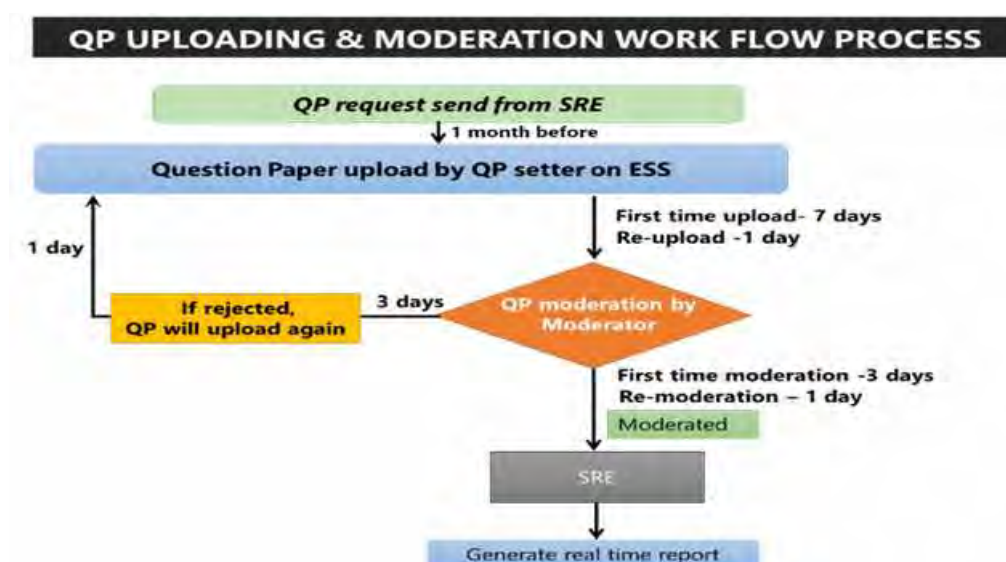 QP UPLOADING & MODERATION WORK FLOW PROCESS
QP request send from SRE
1 month before
Question Paper upload by QP setter on ESS
First time upload- 7 days
Re-upload -1 day
1 day
If rejected,
QP will upload again
3 days
QP moderation by
Moderator
First time moderation -3 days
Re-moderation – 1 day
Moderated
SRE
Generate real time report